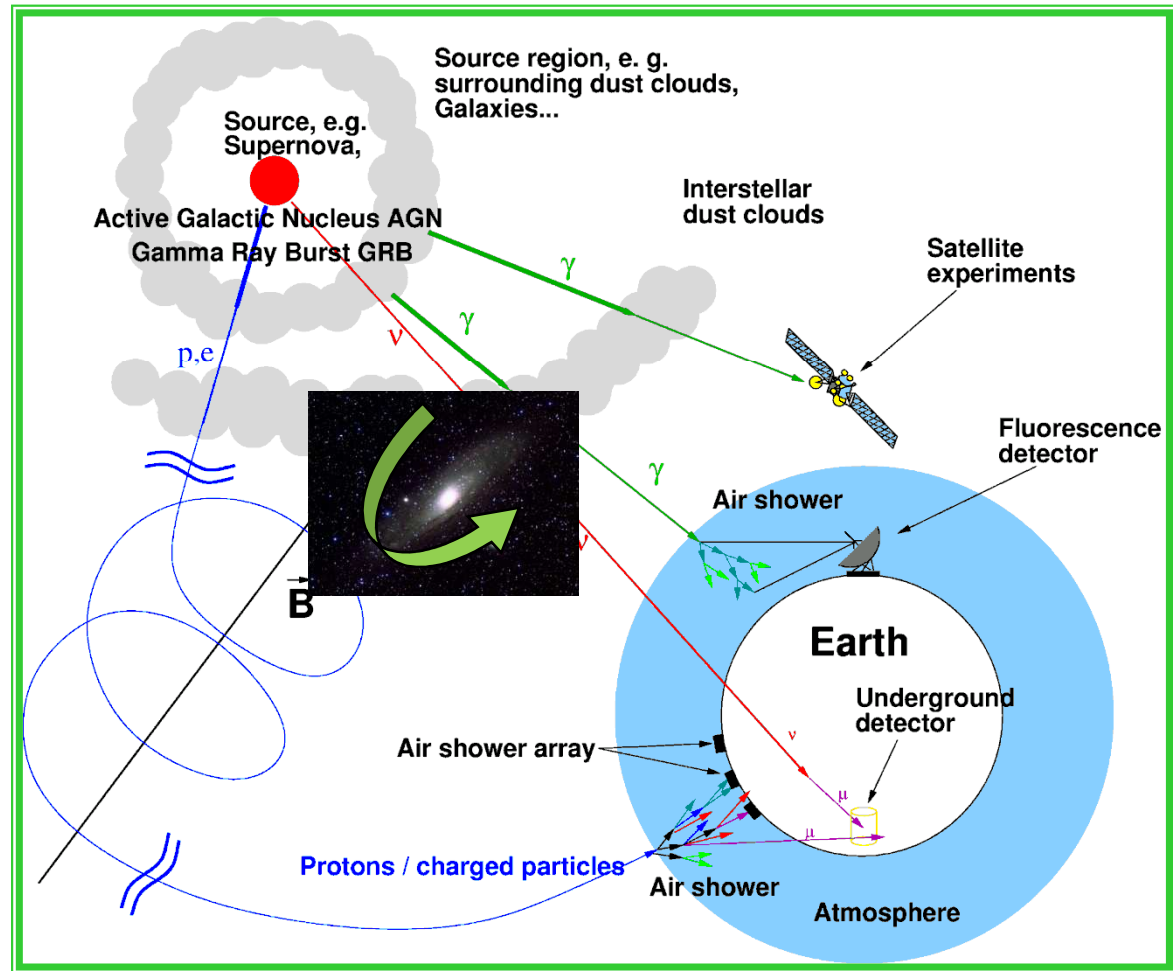 Source region, e. g.
surrounding dust clouds,
Galaxies...
Source, e.g.
Supernova,
Active Galactic Nucleus AGN
Gamma Ray Burst GRB
Interstellar
dust clouds
Satellite
experiments
γ
γ
ν
p,e
Fluorescence
detector
γ
Air shower
ν
B
Earth
Underground
detector
Air shower array
ν
μ
μ
Protons / charged particles
Air shower
Atmosphere